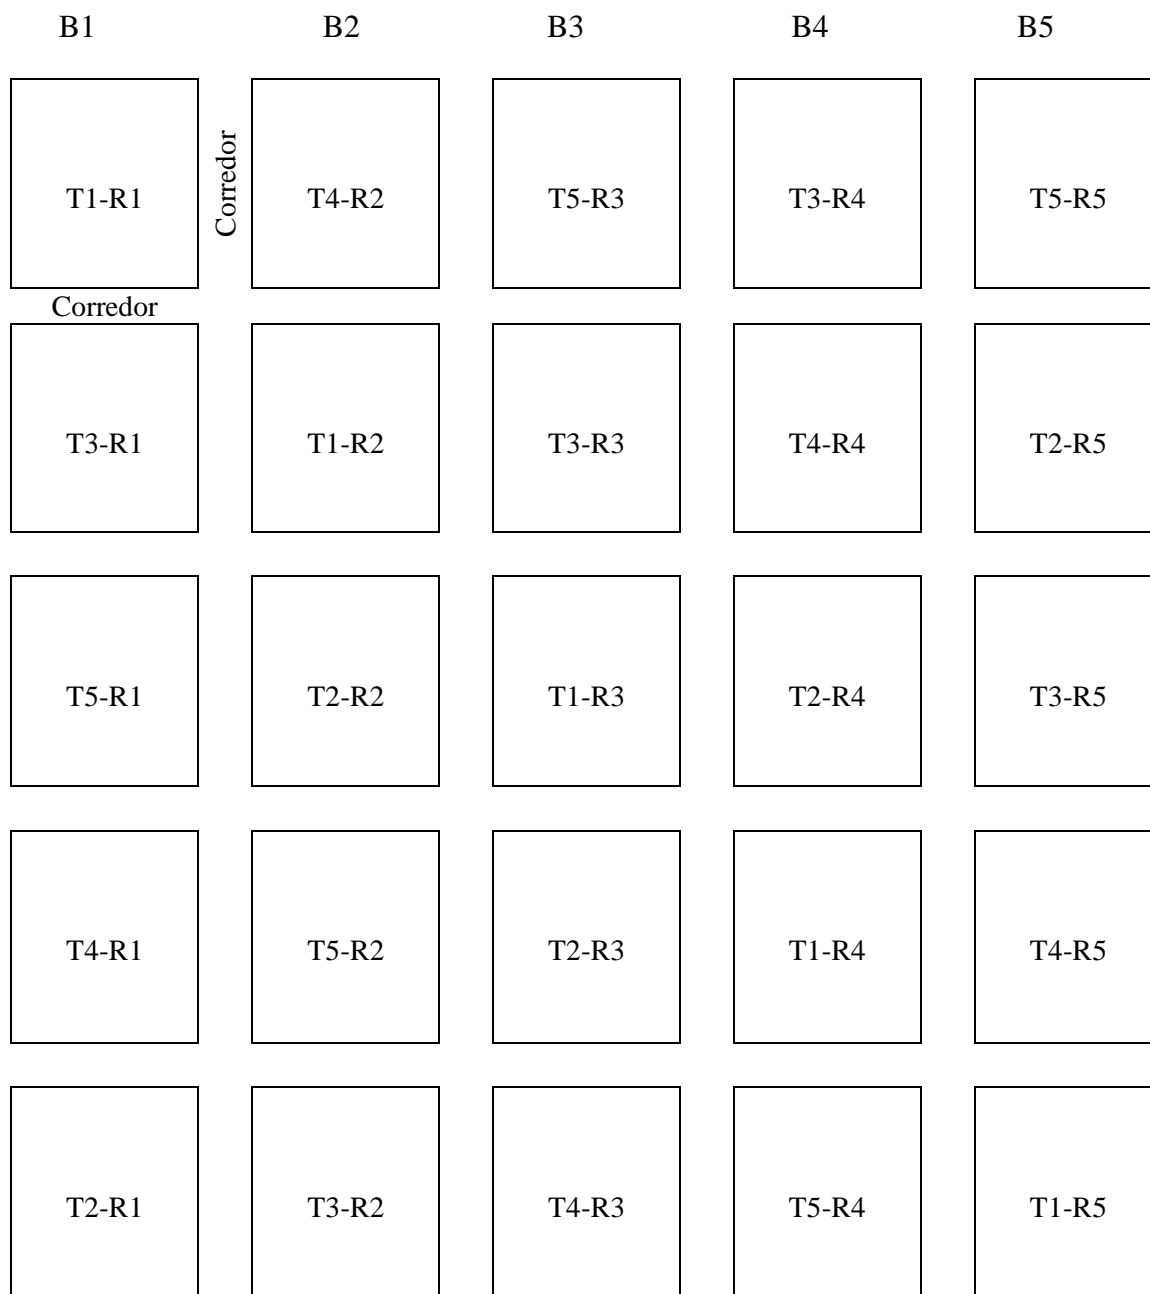 B1 B2 B3 B4 B5
T1-R1 Corredor T4-R2 T5-R3 T3-R4 T5-R5
Corredor
T3-R1 T1-R2 T3-R3 T4-R4 T2-R5
T5-R1 T2-R2 T1-R3 T2-R4 T3-R5
T4-R1 T5-R2 T2-R3 T1-R4 T4-R5
T2-R1 T3-R2 T4-R3 T5-R4 T1-R5